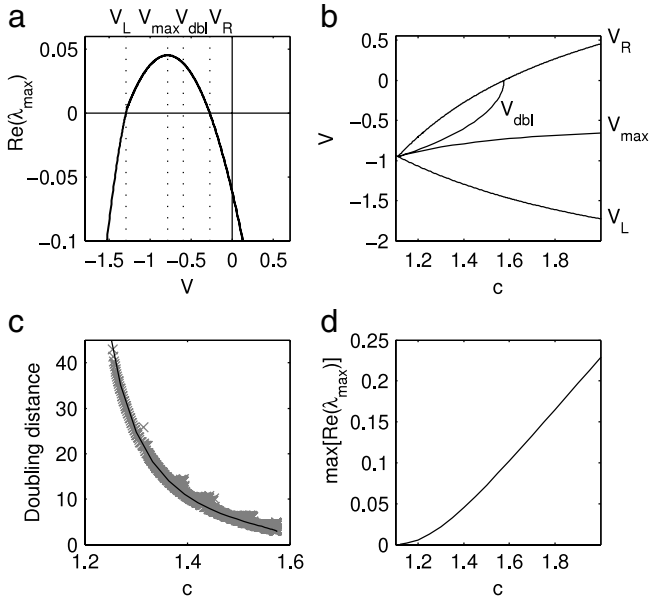 a
V_L V_max V_dbl V_R
Re(λ_max)
0.05
0
−0.05
−0.1
−1.5 −1 −0.5 0 0.5
V
b
V
0.5
0
−0.5
−1
−1.5
−2
V_R
V_dbl
V_max
V_L
1.2 1.4 1.6 1.8
c
c
Doubling distance
40
30
20
10
0
1.2 1.4 1.6
c
d
max[Re(λ_max)]
0.25
0.2
0.15
0.1
0.05
0
1.2 1.4 1.6 1.8
c